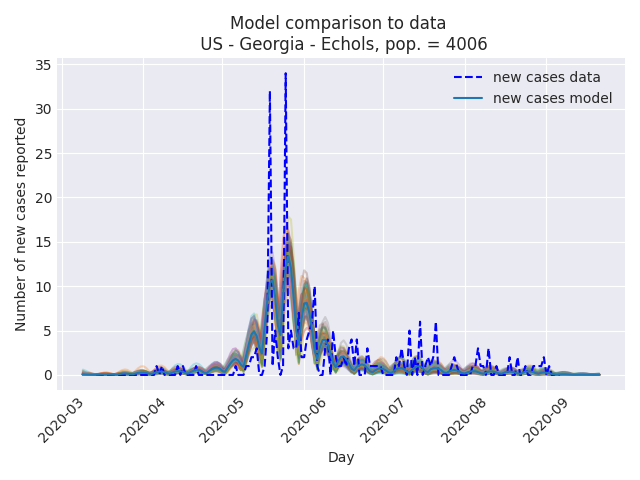 Model comparison to data
US - Georgia - Echols, pop. = 4006
new cases data
new cases model
Number of new cases reported
35
30
25
20
15
10
5
0
2020-03
2020-04
2020-05
2020-06
2020-07
2020-08
2020-09
Day